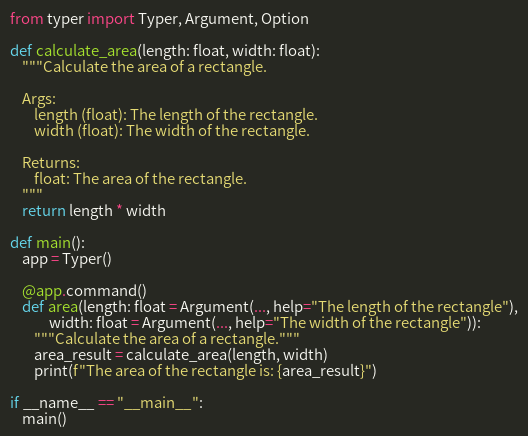 from typer import Typer, Argument, Option

def calculate_area(length: float, width: float):
    """Calculate the area of a rectangle.

    Args:
        length (float): The length of the rectangle.
        width (float): The width of the rectangle.

    Returns:
        float: The area of the rectangle.
    """
    return length * width

def main():
    app = Typer()

    @app.command()
    def area(length: float = Argument(..., help="The length of the rectangle"),
             width: float = Argument(..., help="The width of the rectangle")):
        """Calculate the area of a rectangle."""
        area_result = calculate_area(length, width)
        print(f"The area of the rectangle is: {area_result}")

if __name__ == "__main__":
    main()